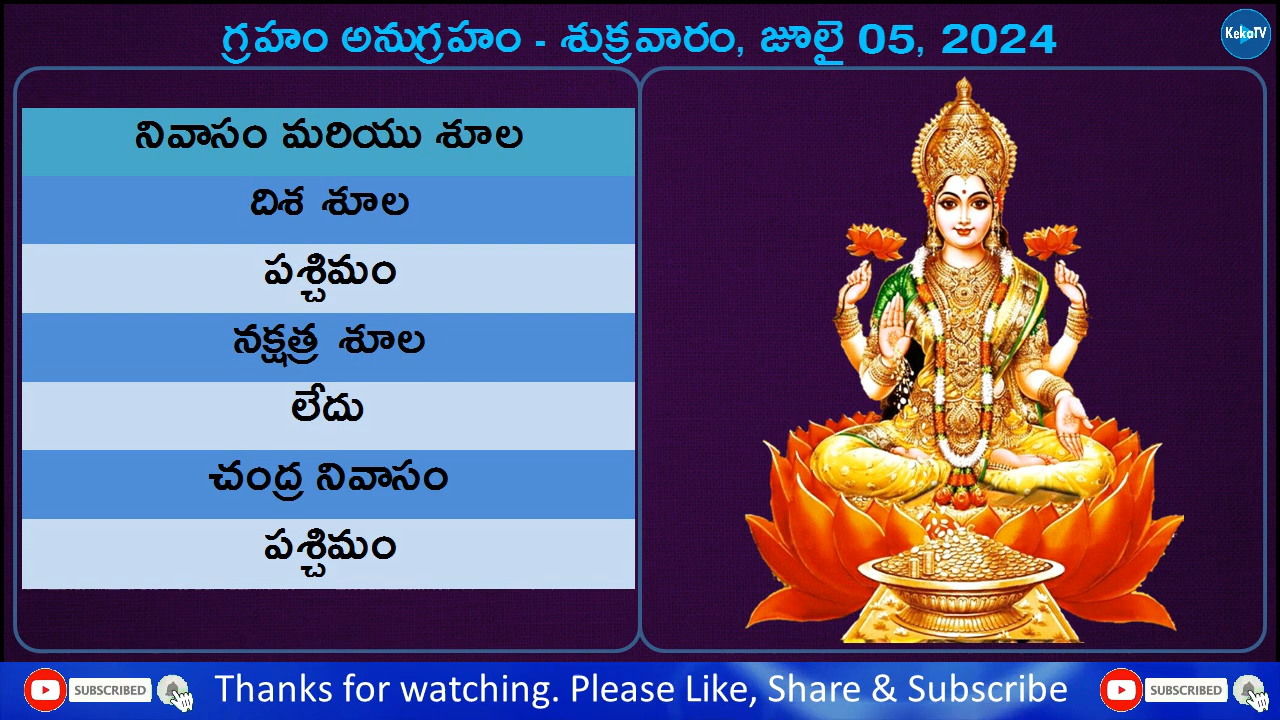 గ్రహం అనుగ్రహం - శుక్రవారం, జూలై 05, 2024
KekaTV
నివాసం మరియు శూల
దిశ శూల
పశ్చిమం
నక్షత్ర శూల
లేదు
చంద్ర నివాసం
పశ్చిమం
SUBSCRIBED
Thanks for watching. Please Like, Share & Subscribe
SUBSCRIBED